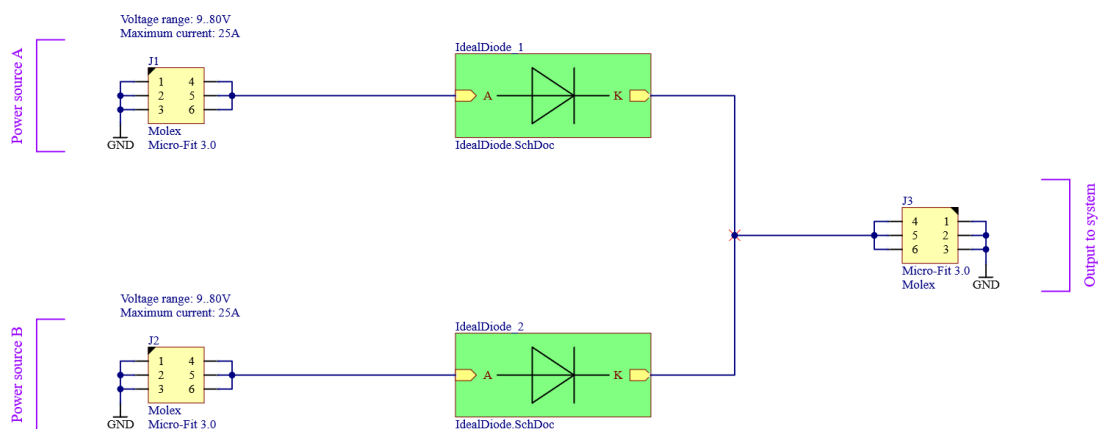 Voltage range: 9..80V
Maximum current: 25A
Power source A
J1
1 4
2 5
3 6
Molex
Micro-Fit 3.0
GND
IdealDiode_1
A K
IdealDiode.SchDoc
Output to system
J3
4 1
5 2
6 3
Micro-Fit 3.0
Molex
GND
Voltage range: 9..80V
Maximum current: 25A
Power source B
J2
1 4
2 5
3 6
Molex
Micro-Fit 3.0
GND
IdealDiode_2
A K
IdealDiode.SchDoc